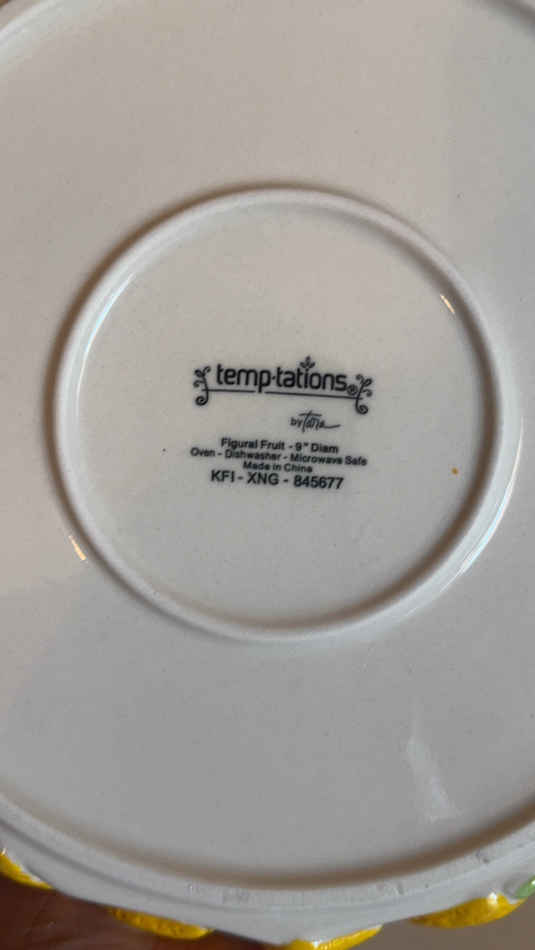 temp-tations®
by Tara
Figural Fruit - 9" Diam
Oven - Dishwasher - Microwave Safe
Made in China
KFI - XNG - 845677